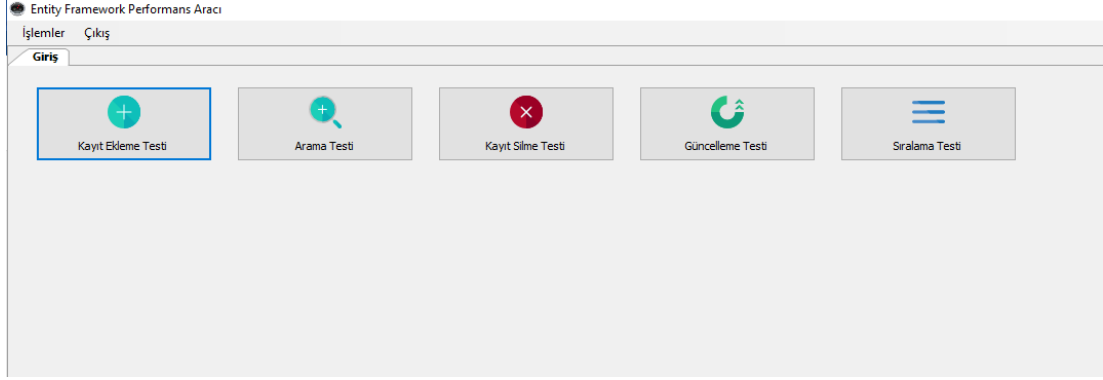 Entity Framework Performans Aracı
İşlemler Çıkış
Giriş
Kayıt Ekleme Testi Arama Testi Kayıt Silme Testi Güncelleme Testi Sıralama Testi